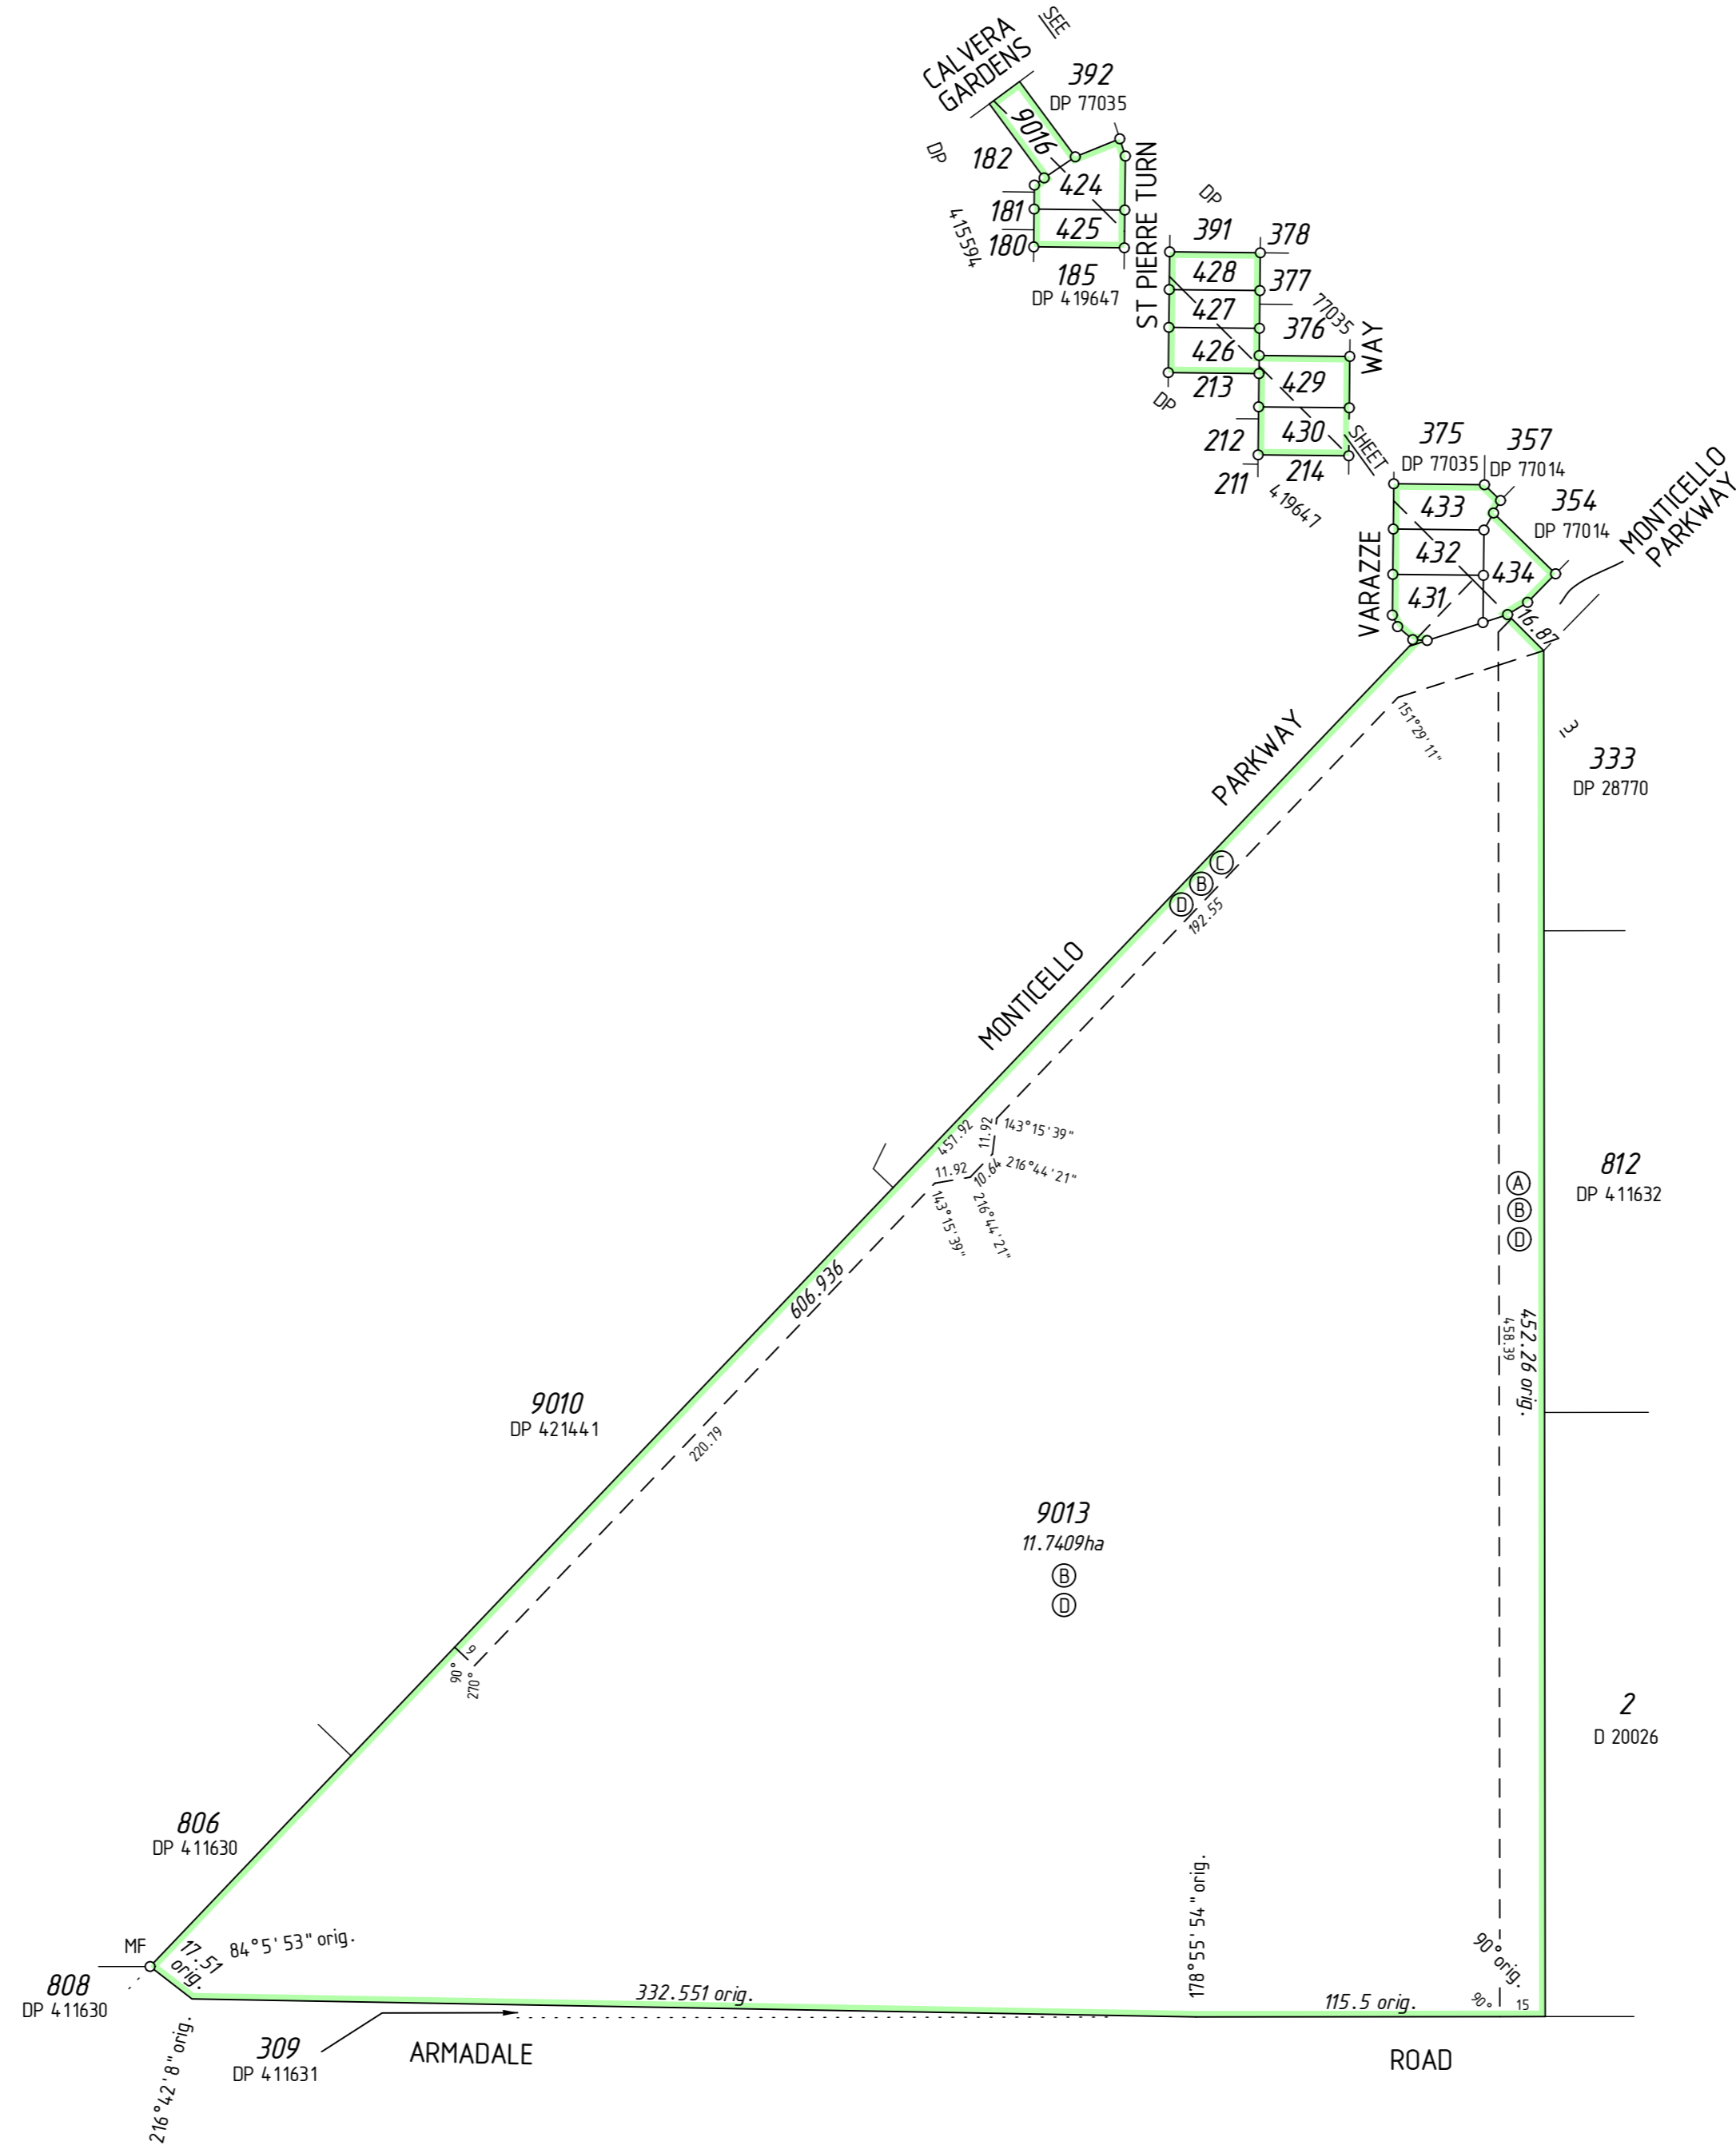 SEE
CALVERA
GARDENS
392
DP 77035
9016
DP
182
424
ST PIERRE TURN
DP
181
425
415594
180
185
DP 419647
391
378
428
377
427
77035
376
WAY
426
213
429
DP
212
430
SHEET
211
214
419647
375
DP 77035
357
DP 77014
354
DP 77014
MONTICELLO
PARKWAY
433
432
434
VARAZZE
431
16.87
151°29'11"
3
333
DP 28770
PARKWAY
C
B
D
192.55
MONTICELLO
457.92
11.92
143°15'39"
11.92
10.64
216°44'21"
143°15'39"
216°44'21"
812
DP 411632
A
B
D
606.936
452.26 orig.
458.39
9010
DP 421441
220.79
9013
11.7409ha
B
D
9
90°
270°
2
D 20026
806
DP 411630
MF
17.51
orig.
84°5'53" orig.
178°55'54" orig.
90° orig.
808
DP 411630
332.551 orig.
115.5 orig.
90°
15
216°42'8" orig.
309
DP 411631
ARMADALE
ROAD